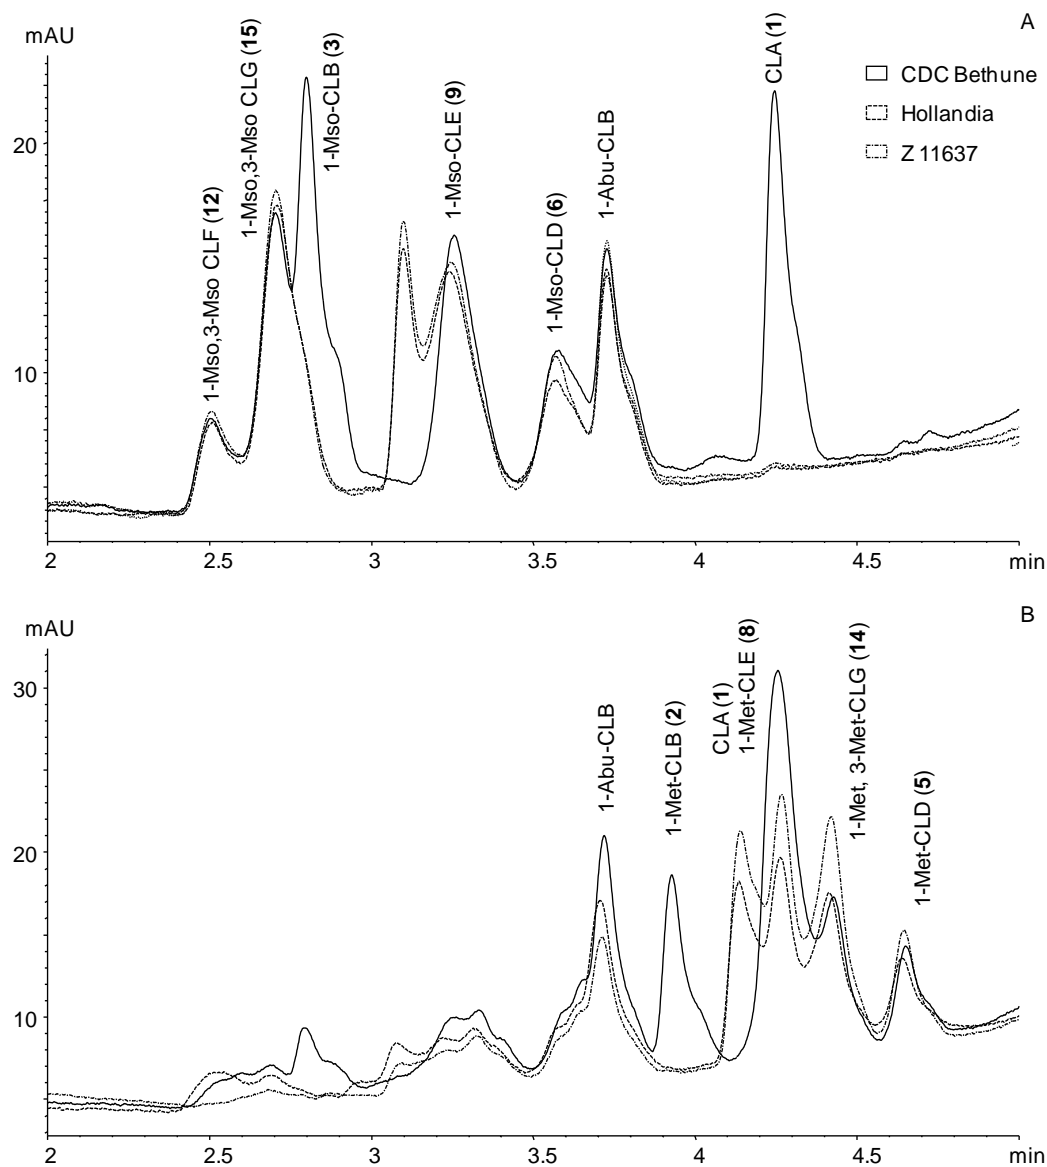 A
mAU
CDC Bethune
Hollandia
Z 11637
1-Mso,3-Mso CLF (12)
1-Mso,3-Mso CLG (15)
1-Mso-CLB (3)
1-Mso-CLE (9)
1-Mso-CLD (6)
1-Abu-CLB
CLA (1)
20
10
2 2.5 3 3.5 4 4.5 min
B
mAU
1-Abu-CLB
1-Met-CLB (2)
CLA (1)
1-Met-CLE (8)
1-Met, 3-Met-CLG (14)
1-Met-CLD (5)
30
20
10
2 2.5 3 3.5 4 4.5 min